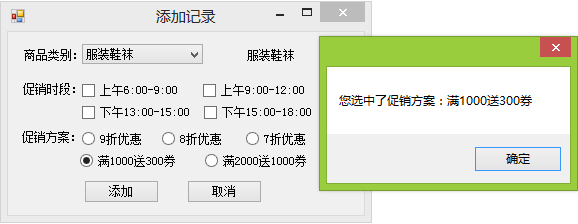 添加记录
商品类别: 服装鞋袜 服装鞋袜
促销时段: 上午6:00-9:00 上午9:00-12:00
下午13:00-15:00 下午15:00-18:00
促销方案: 9折优惠 8折优惠 7折优惠
满1000送300券 满2000送1000券
添加 取消
您选中了促销方案：满1000送300券
确定